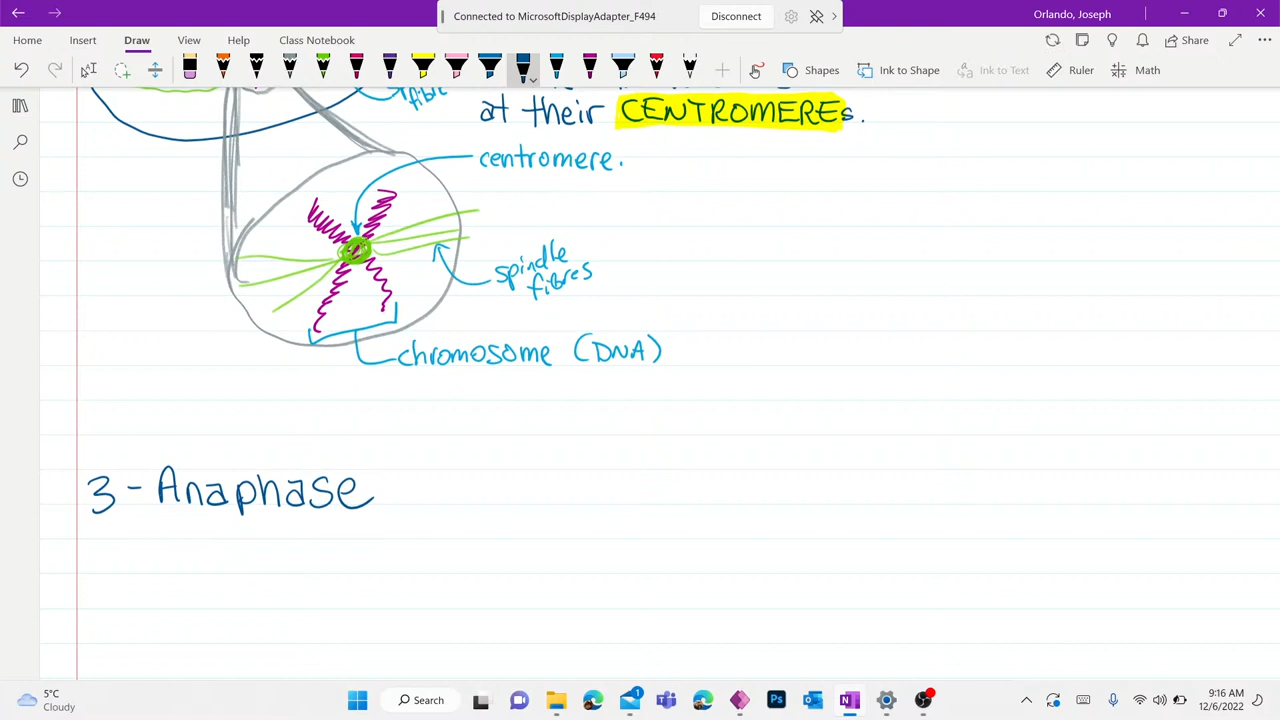 Connected to MicrosoftDisplayAdapter_F494
Disconnect
Orlando, Joseph
Home Insert Draw View Help Class Notebook
Share
Shapes Ink to Shape Ink to Text Ruler Math
at their CENTROMEREs.
centromere.
spindle
fibres
chromosome (DNA)
3 - Anaphase
5°C
Cloudy
Search
1
9:16 AM
12/6/2022